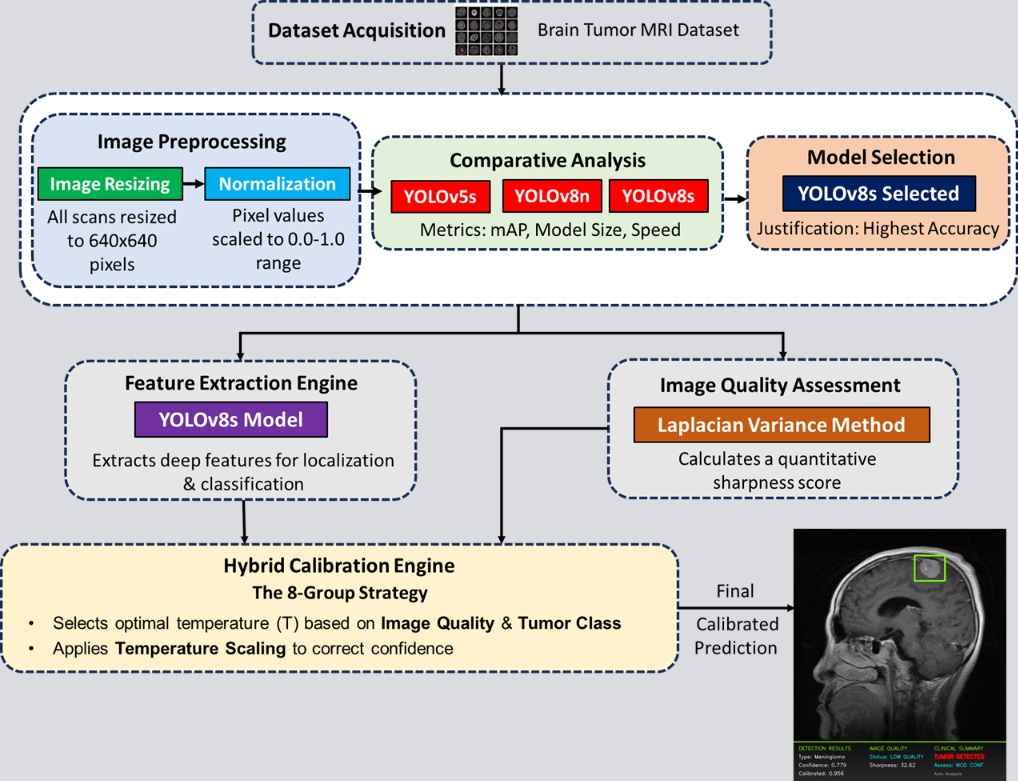 Dataset Acquisition
Brain Tumor MRI Dataset
Image Preprocessing
Image Resizing
Normalization
All scans resized
to 640x640
pixels
Pixel values
scaled to 0.0-1.0
range
Comparative Analysis
YOLOv5s
YOLOv8n
YOLOv8s
Metrics: mAP, Model Size, Speed
Model Selection
YOLOv8s Selected
Justification: Highest Accuracy
Feature Extraction Engine
YOLOv8s Model
Extracts deep features for localization
& classification
Image Quality Assessment
Laplacian Variance Method
Calculates a quantitative
sharpness score
Hybrid Calibration Engine
The 8-Group Strategy
• Selects optimal temperature (T) based on Image Quality & Tumor Class
• Applies Temperature Scaling to correct confidence
Final
Calibrated
Prediction
DETECTION RESULTS
Type: Meningioma
Confidence: 0.779
Calibrated: 0.956
IMAGE QUALITY
Status: LOW QUALITY
Sharpness: 32.62
CLINICAL SUMMARY
TUMOR DETECTED
Assess: MOD CONF
Auto Analysis